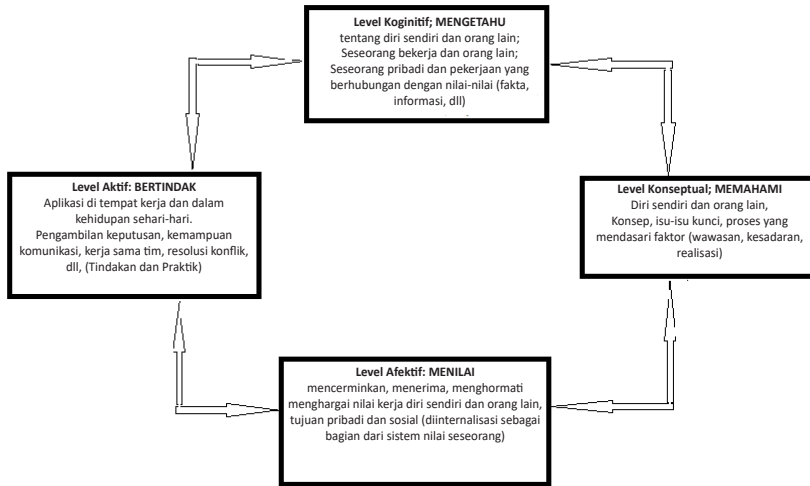 Level Koginitif; MENGETAHU
tentang diri sendiri dan orang lain;
Seseorang bekerja dan orang lain;
Seseorang pribadi dan pekerjaan yang
berhubungan dengan nilai-nilai (fakta,
informasi, dll)
Level Aktif: BERTINDAK
Aplikasi di tempat kerja dan dalam
kehidupan sehari-hari.
Pengambilan keputusan, kemampuan
komunikasi, kerja sama tim, resolusi konflik,
dll, (Tindakan dan Praktik)
Level Konseptual; MEMAHAMI
Diri sendiri dan orang lain,
Konsep, isu-isu kunci, proses yang
mendasari faktor (wawasan, kesadaran,
realisasi)
Level Afektif: MENILAI
mencerminkan, menerima, menghormati
menghargai nilai kerja diri sendiri dan orang lain,
tujuan pribadi dan sosial (diinternalisasi sebagai
bagian dari sistem nilai seseorang)